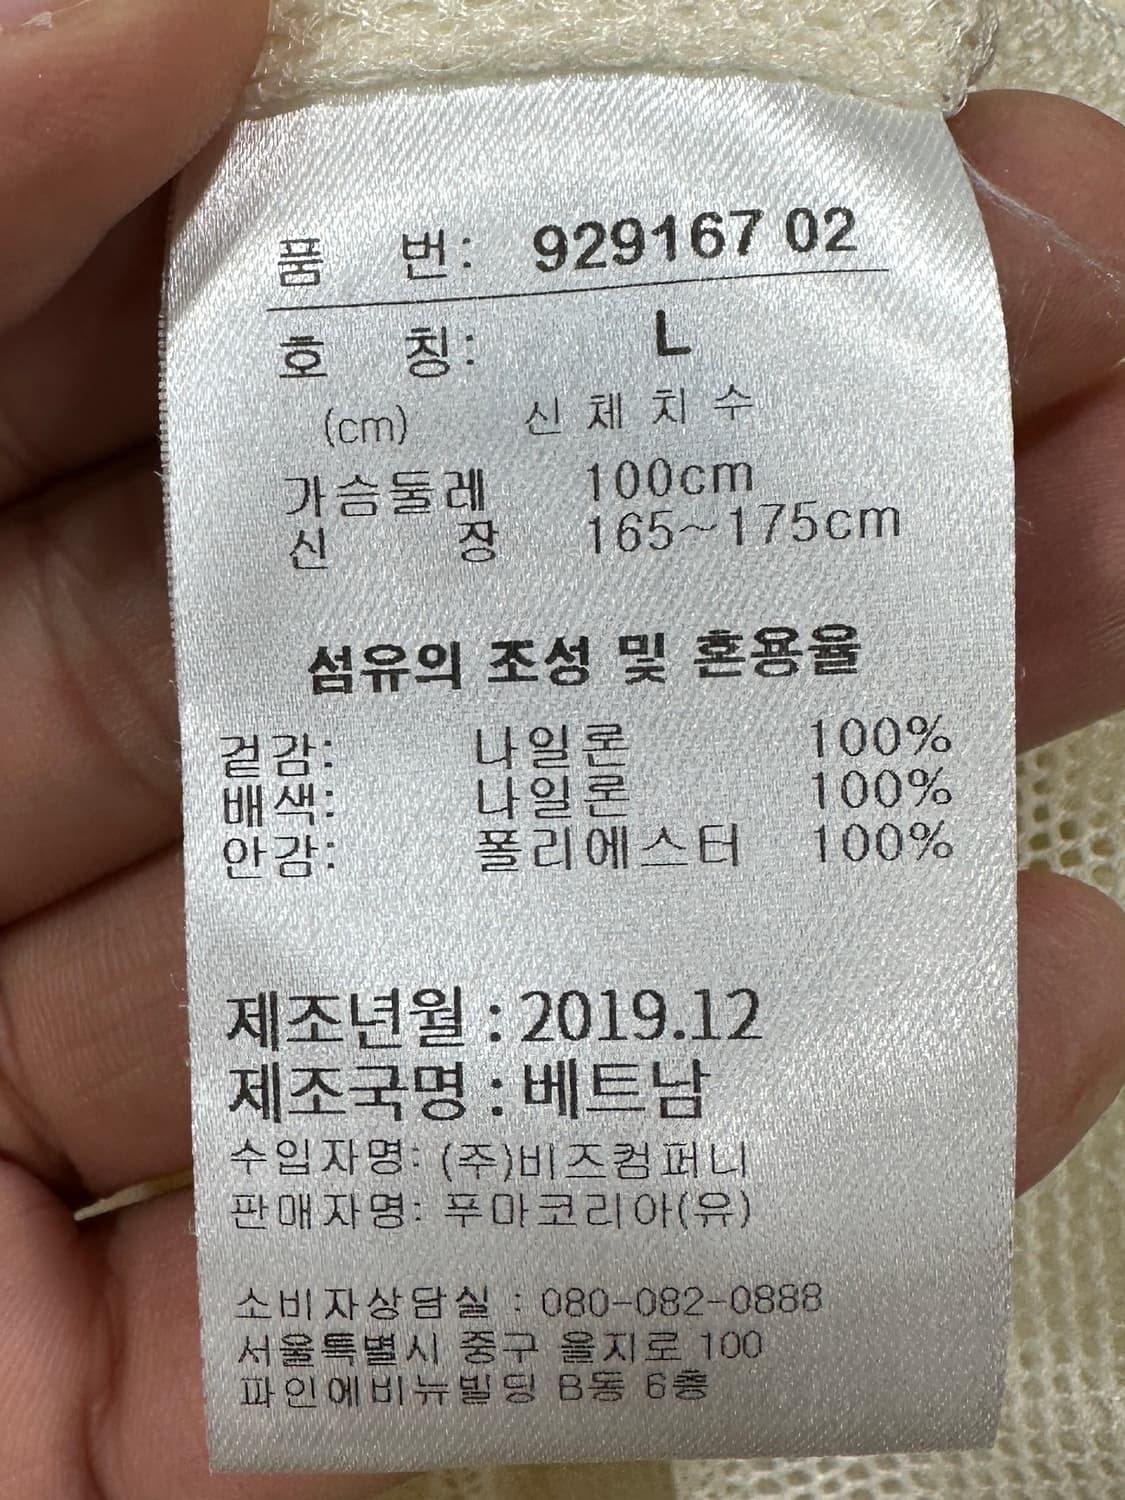 품 번: 929167 02
호 칭: L
(cm) 신체치수
가슴둘레 100cm
신 장 165~175cm
섬유의 조성 및 혼용율
겉감: 나일론 100%
배색: 나일론 100%
안감: 폴리에스터 100%
제조년월 : 2019.12
제조국명 : 베트남
수입자명: (주)비즈컴퍼니
판매자명: 푸마코리아(유)
소비자상담실 : 080-082-0888
서울특별시 중구 을지로 100
파인에비뉴빌딩 B동 6층